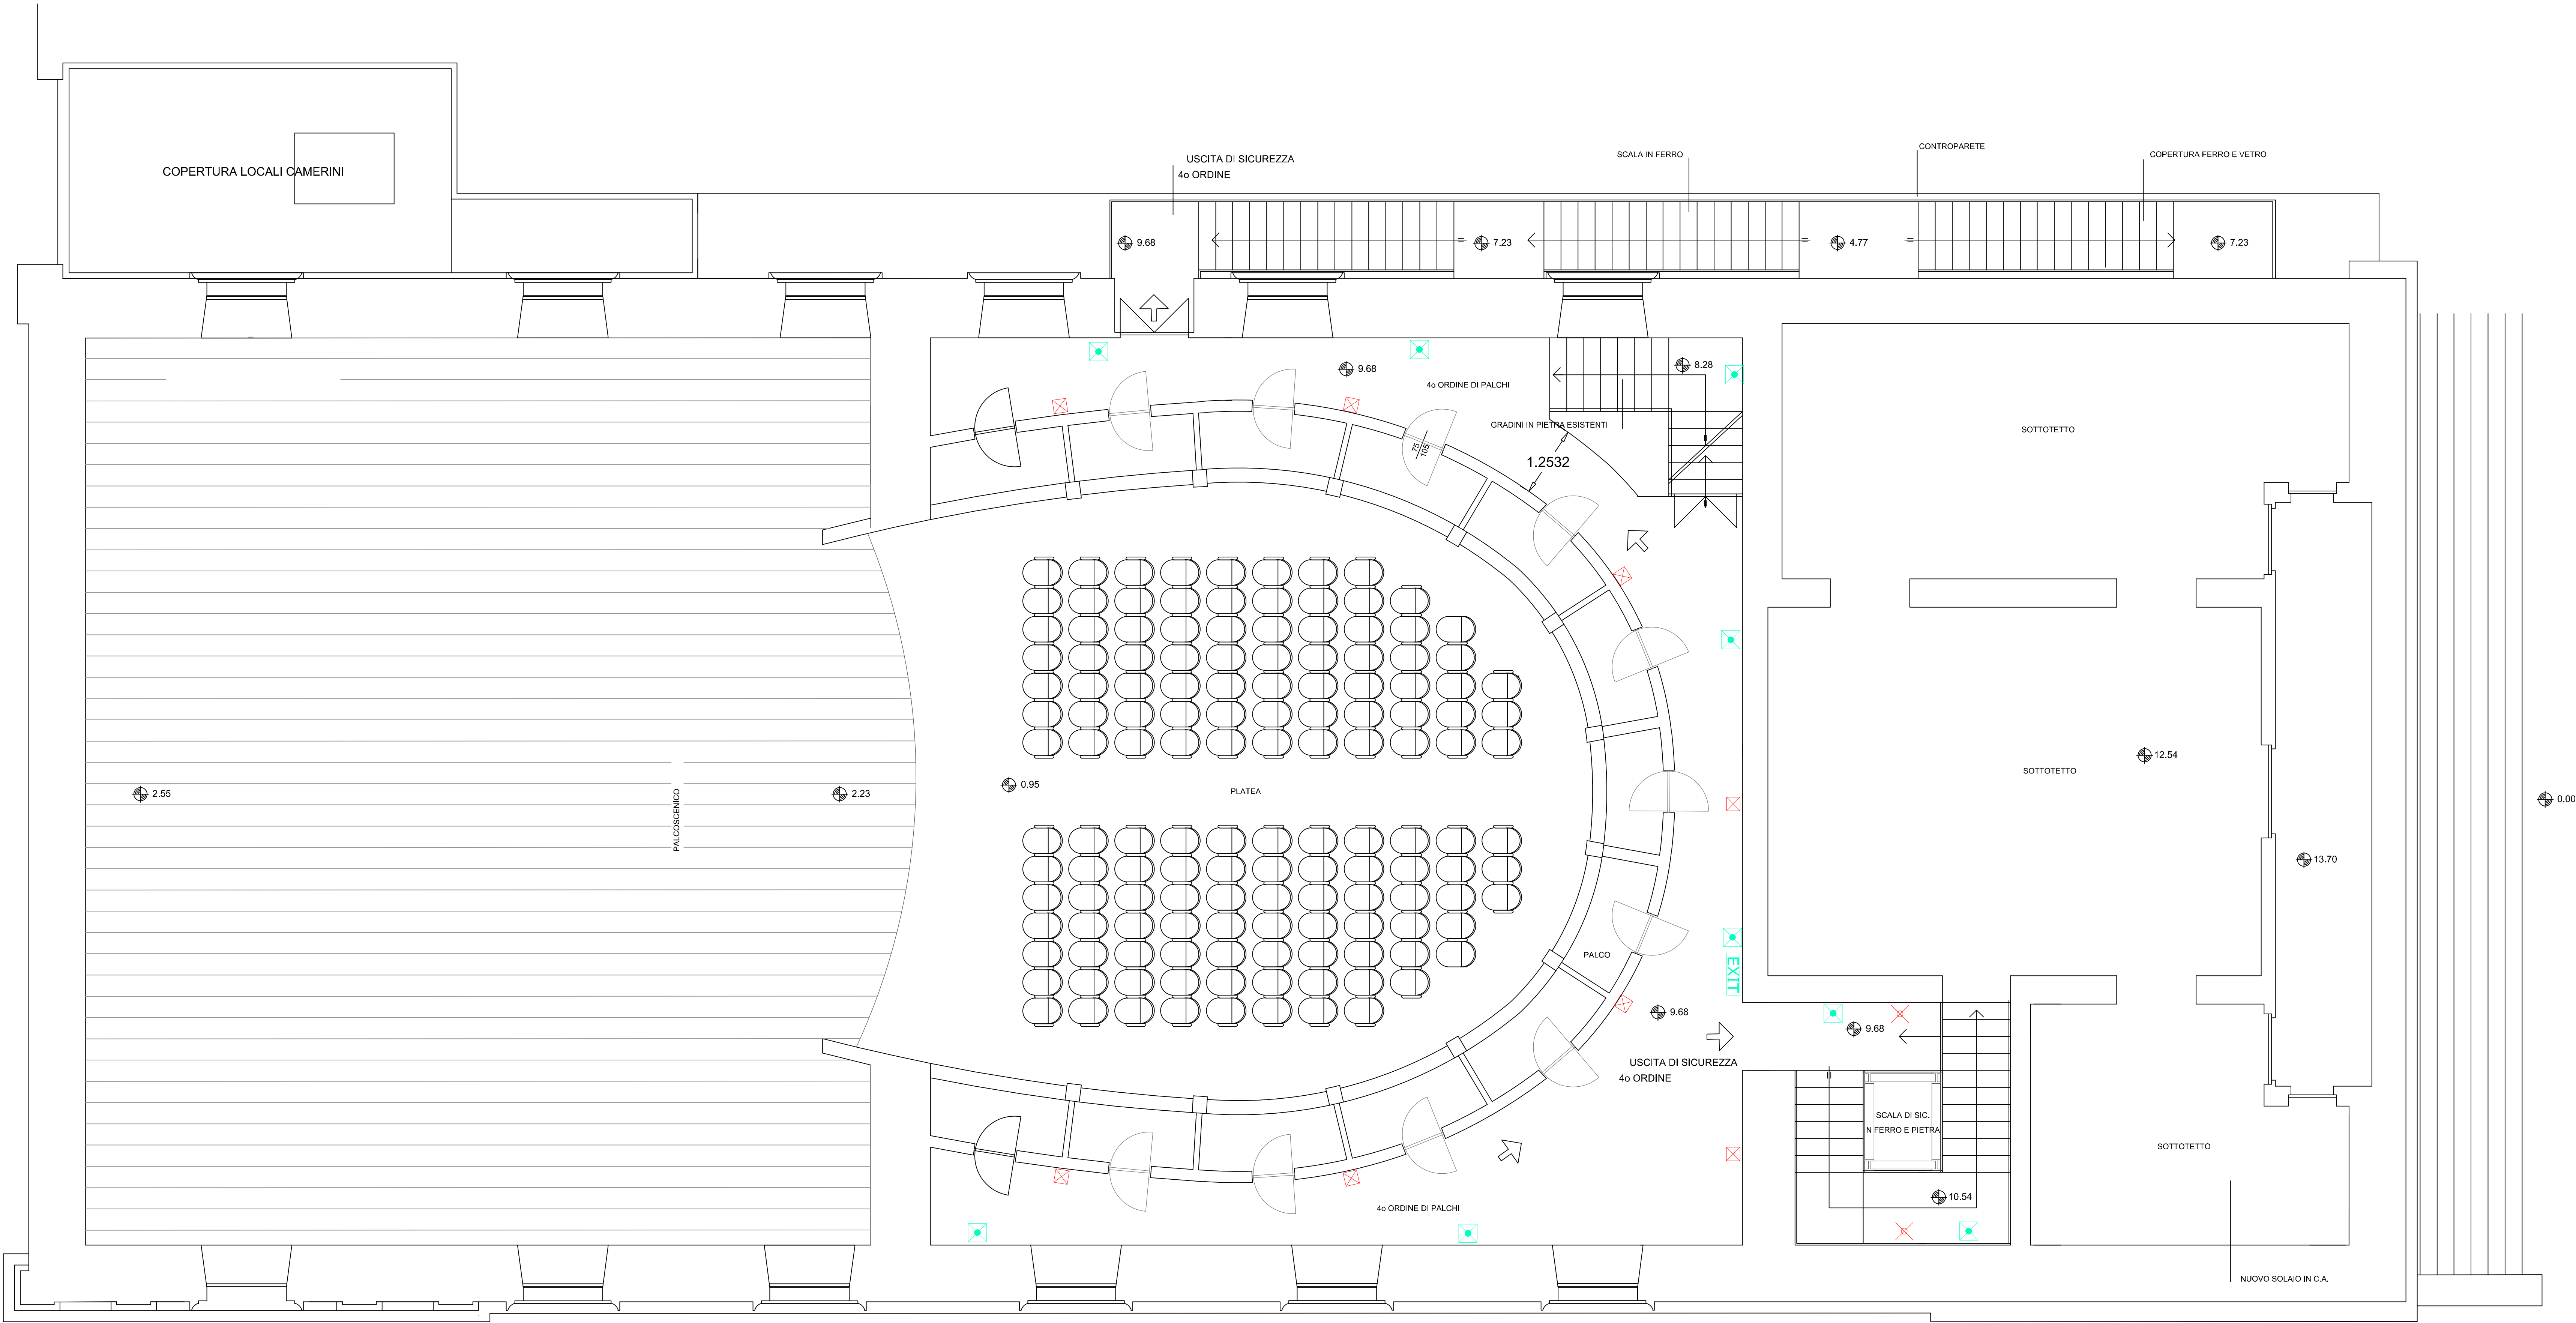 CONTROPARETE
SCALA IN FERRO
COPERTURA FERRO E VETRO
USCITA DI SICUREZZA
4o ORDINE
COPERTURA LOCALI CAMERINI
9.68
7.23
4.77
7.23
9.68
8.28
4o ORDINE DI PALCHI
GRADINI IN PIETRA ESISTENTI
75
105
1.2532
SOTTOTETTO
SOTTOTETTO
12.54
2.55
PALCOSCENICO
2.23
0.95
PLATEA
0.00
13.70
PALCO
EXIT
9.68
9.68
USCITA DI SICUREZZA
4o ORDINE
SCALA DI SIC.
N FERRO E PIETRA
SOTTOTETTO
10.54
4o ORDINE DI PALCHI
NUOVO SOLAIO IN C.A.